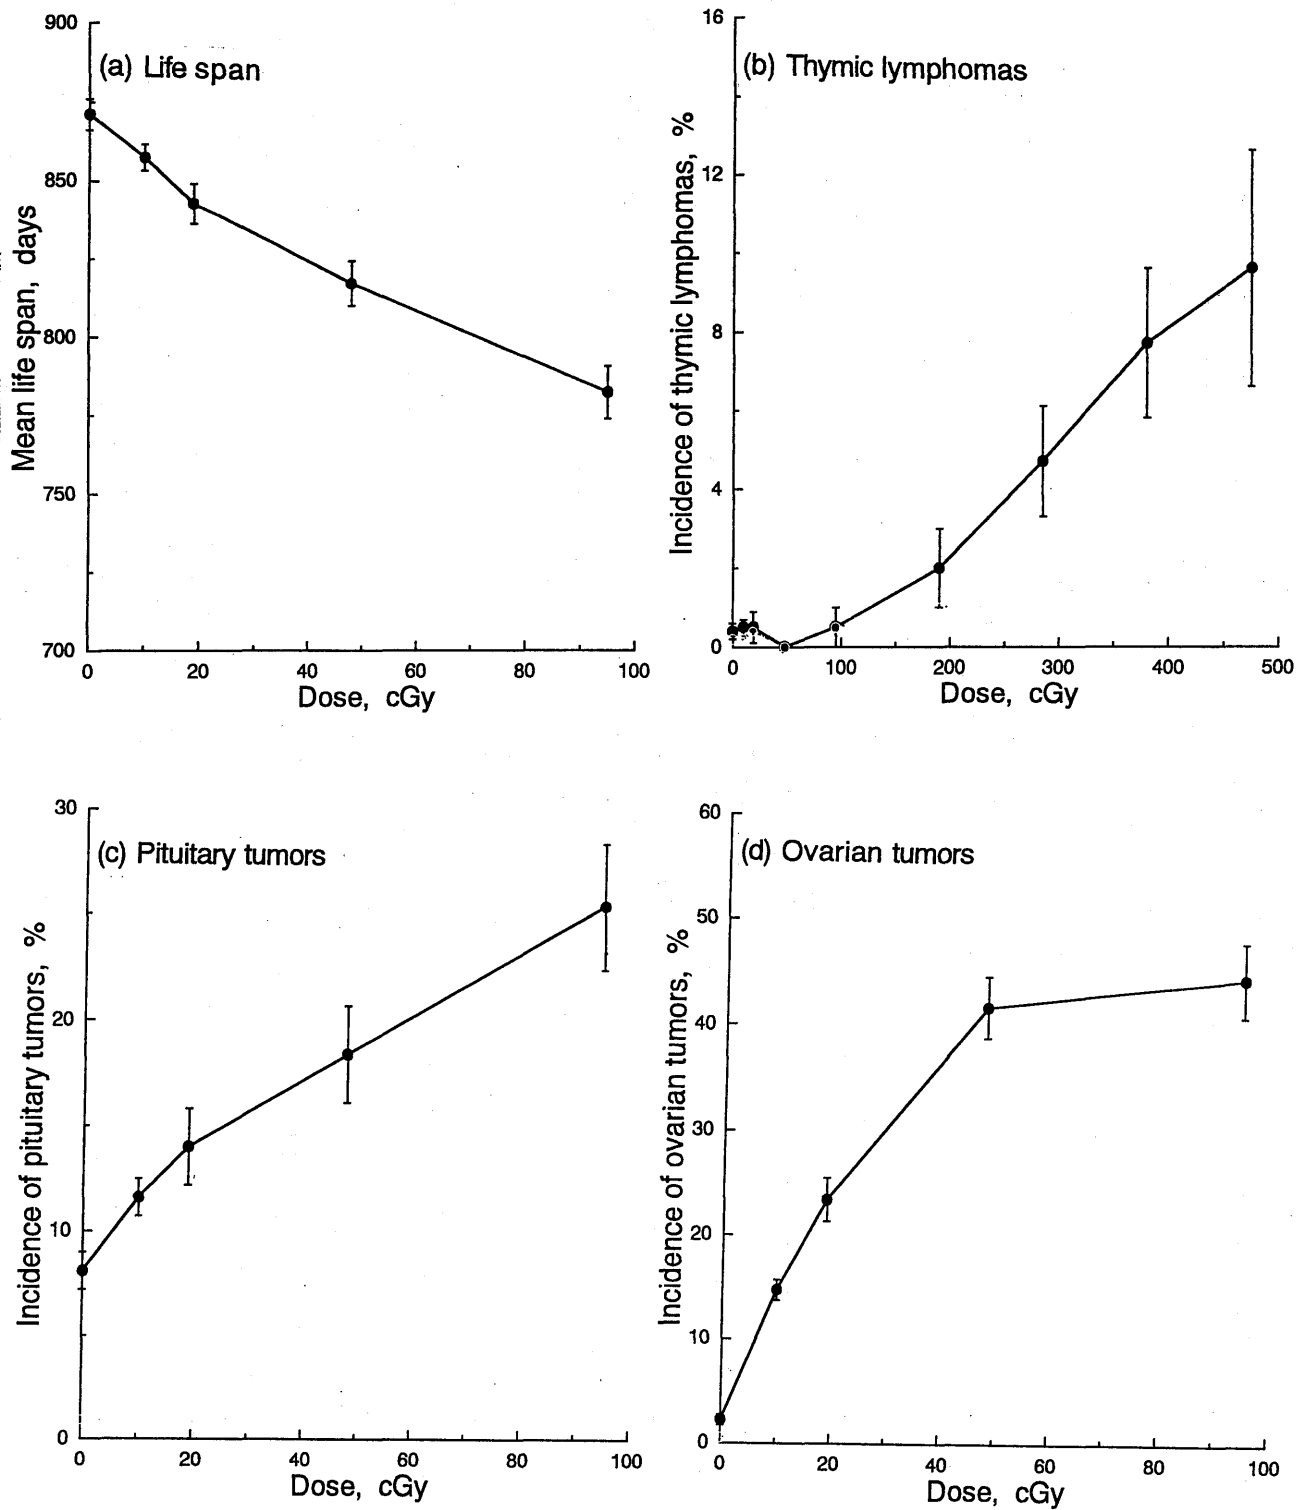 (a) Life span
900
850
800
750
700
Mean life span, days
0 20 40 60 80 100
Dose, cGy
(b) Thymic lymphomas
16
12
8
4
0
Incidence of thymic lymphomas, %
0 100 200 300 400 500
Dose, cGy
(c) Pituitary tumors
30
20
10
0
Incidence of pituitary tumors, %
0 20 40 60 80 100
Dose, cGy
(d) Ovarian tumors
60
50
40
30
20
10
0
Incidence of ovarian tumors, %
0 20 40 60 80 100
Dose, cGy